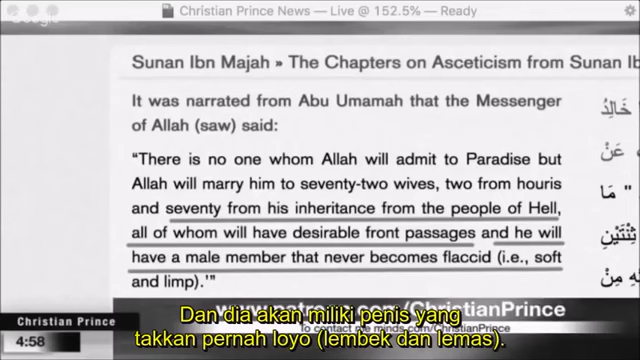 Christian Prince News — Live @ 152.5% — Ready
Sunan Ibn Majah » The Chapters on Asceticism from Sunan Ib
It was narrated from Abu Umamah that the Messenger
of Allah (saw) said:
"There is no one whom Allah will admit to Paradise but
Allah will marry him to seventy-two wives, two from houris
and seventy from his inheritance from the people of Hell,
all of whom will have desirable front passages and he will
have a male member that never becomes flaccid (i.e., soft
and limp).'"
خَالِدُ
عَنْ
" مَا
ثِنْتَيْنِ
مِنْ
www.patreon.com/ChristianPrince
To contact me minds.com/ChristianPrince
Dan dia akan miliki penis yang
takkan pernah loyo (lembek dan lemas).
Christian Prince
4:58